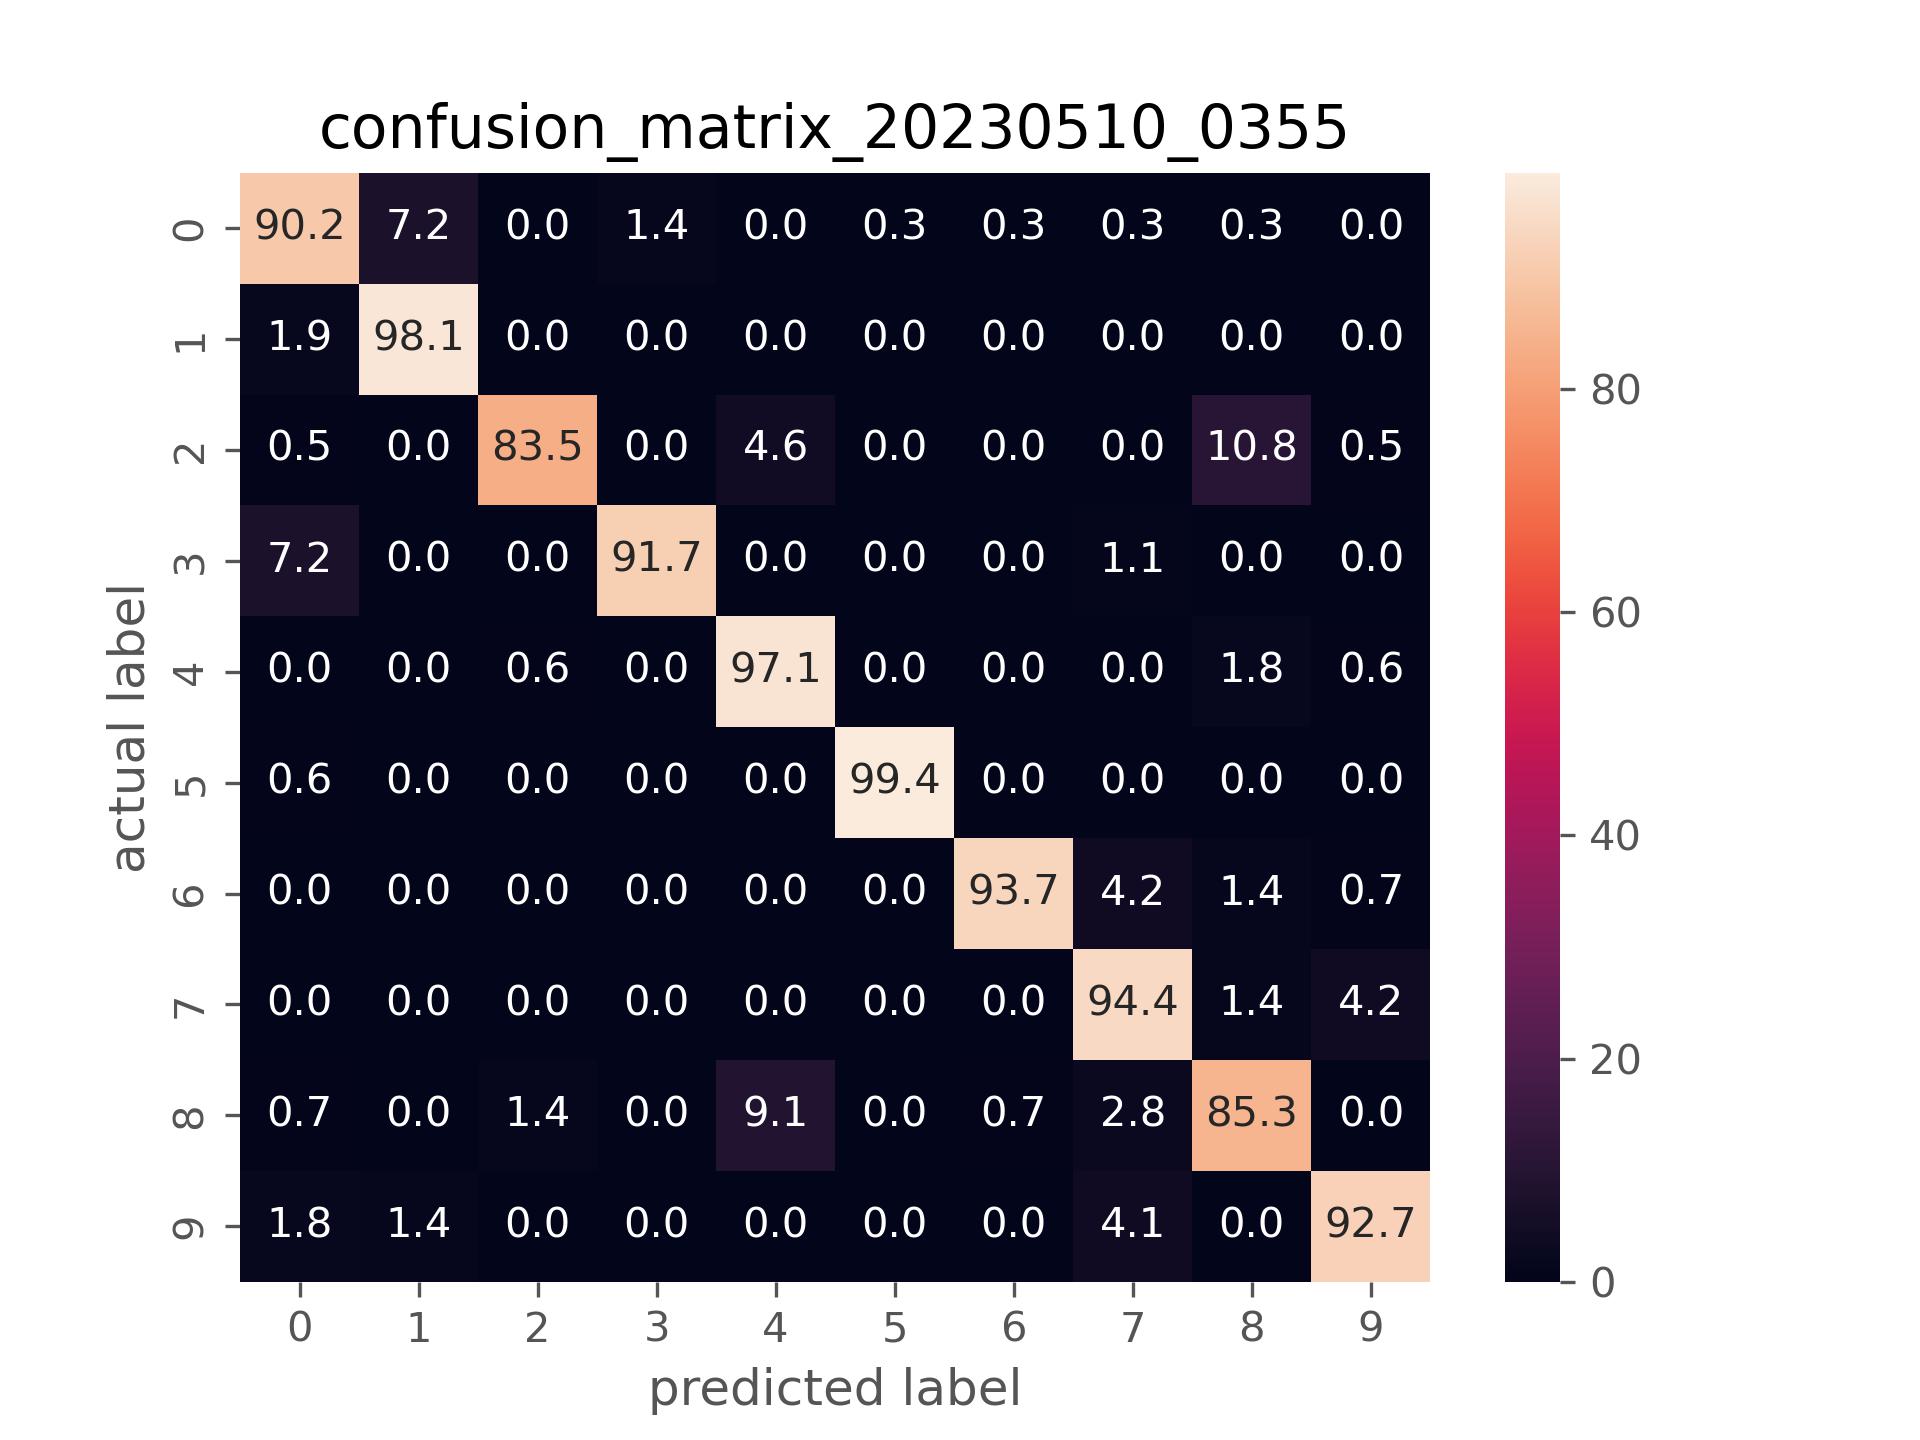 confusion_matrix_20230510_0355
0 90.2 7.2 0.0 1.4 0.0 0.3 0.3 0.3 0.3 0.0
1 1.9 98.1 0.0 0.0 0.0 0.0 0.0 0.0 0.0 0.0
2 0.5 0.0 83.5 0.0 4.6 0.0 0.0 0.0 10.8 0.5
3 7.2 0.0 0.0 91.7 0.0 0.0 0.0 1.1 0.0 0.0
4 0.0 0.0 0.6 0.0 97.1 0.0 0.0 0.0 1.8 0.6
5 0.6 0.0 0.0 0.0 0.0 99.4 0.0 0.0 0.0 0.0
6 0.0 0.0 0.0 0.0 0.0 0.0 93.7 4.2 1.4 0.7
7 0.0 0.0 0.0 0.0 0.0 0.0 0.0 94.4 1.4 4.2
8 0.7 0.0 1.4 0.0 9.1 0.0 0.7 2.8 85.3 0.0
9 1.8 1.4 0.0 0.0 0.0 0.0 0.0 4.1 0.0 92.7
0 1 2 3 4 5 6 7 8 9
predicted label
actual label
80
60
40
20
0